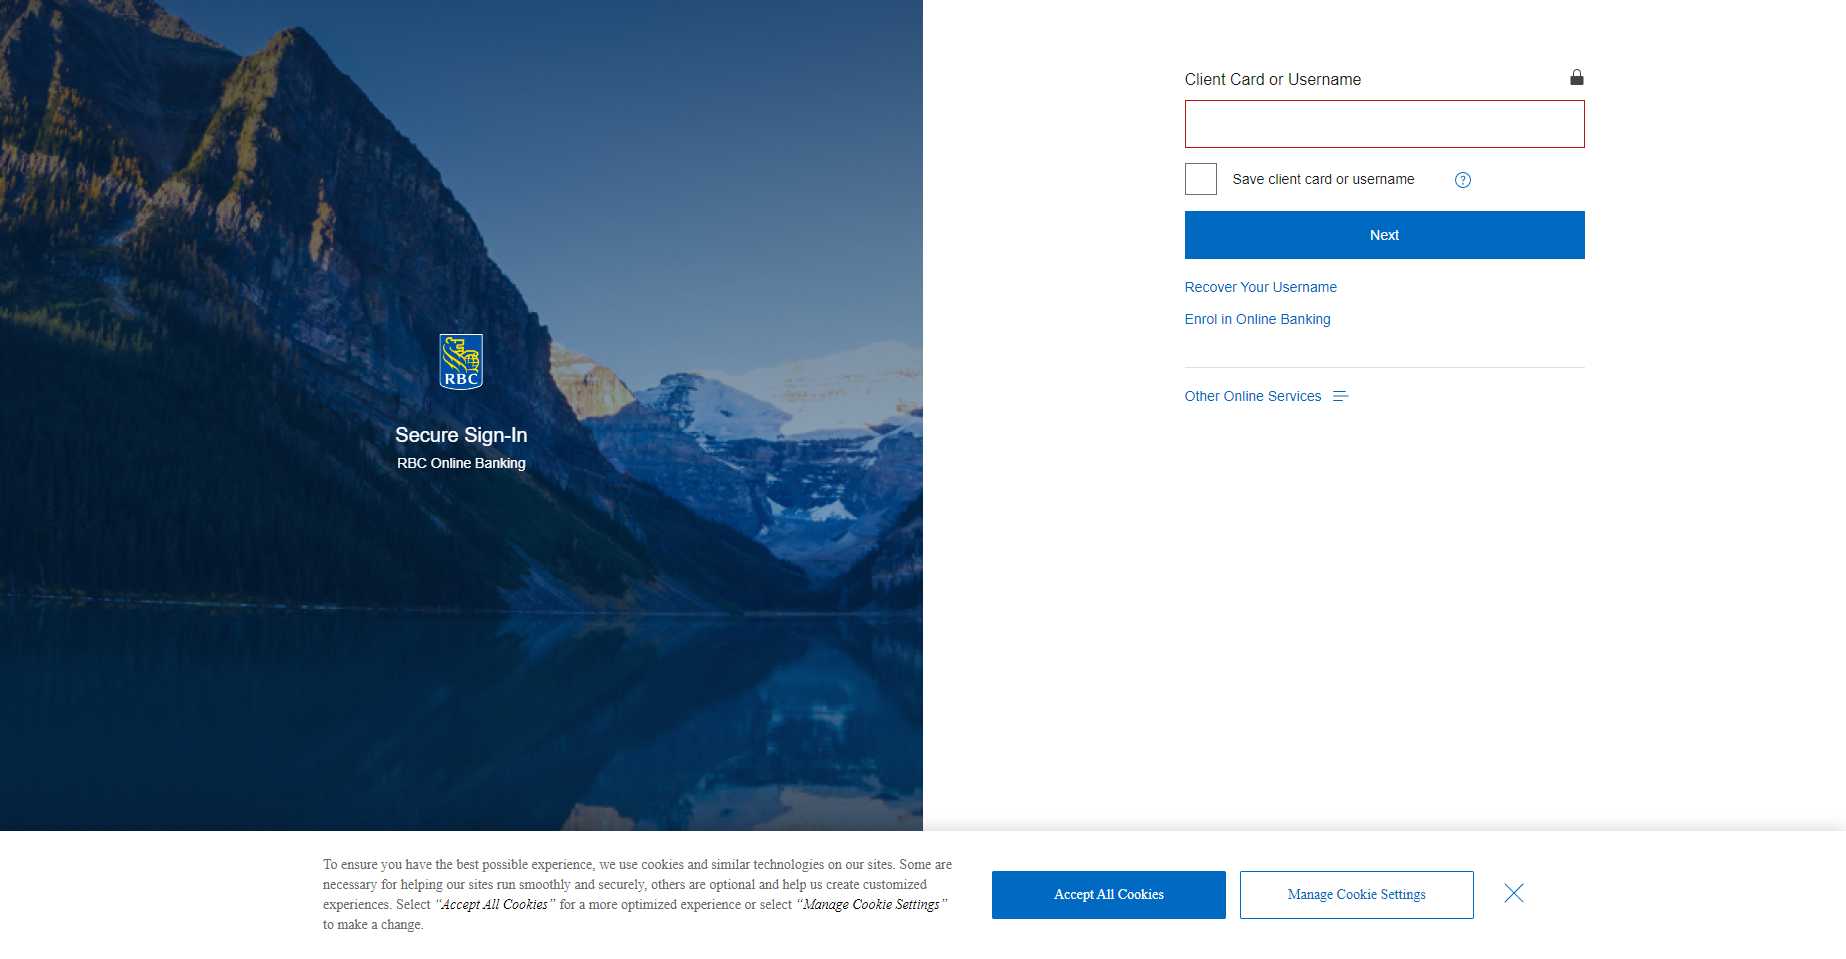 RBC
Secure Sign-In
RBC Online Banking
Client Card or Username
Save client card or username
?
Next
Recover Your Username
Enrol in Online Banking
Other Online Services
To ensure you have the best possible experience, we use cookies and similar technologies on our sites. Some are
necessary for helping our sites run smoothly and securely, others are optional and help us create customized
experiences. Select “Accept All Cookies” for a more optimized experience or select “Manage Cookie Settings”
to make a change.
Accept All Cookies
Manage Cookie Settings